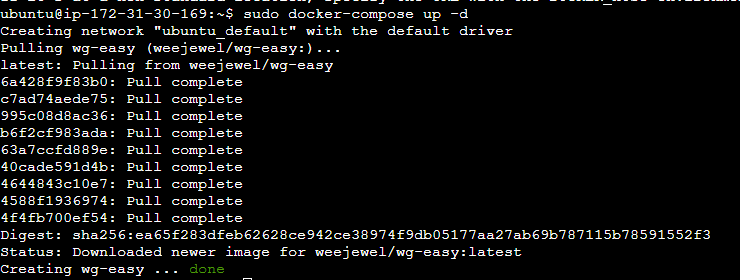 ubuntu@ip-172-31-30-169:~$ sudo docker-compose up -d
Creating network "ubuntu_default" with the default driver
Pulling wg-easy (weejewel/wg-easy:)...
latest: Pulling from weejewel/wg-easy
6a428f9f83b0: Pull complete
c7ad74aede75: Pull complete
995c08d8ac36: Pull complete
b6f2cf983ada: Pull complete
63a7ccfd889e: Pull complete
40cade591d4b: Pull complete
4644843c10e7: Pull complete
4588f1936974: Pull complete
4f4fb700ef54: Pull complete
Digest: sha256:ea65f283dfeb62628ce942ce38974f9db05177aa27ab69b787115b78591552f3
Status: Downloaded newer image for weejewel/wg-easy:latest
Creating wg-easy ... done